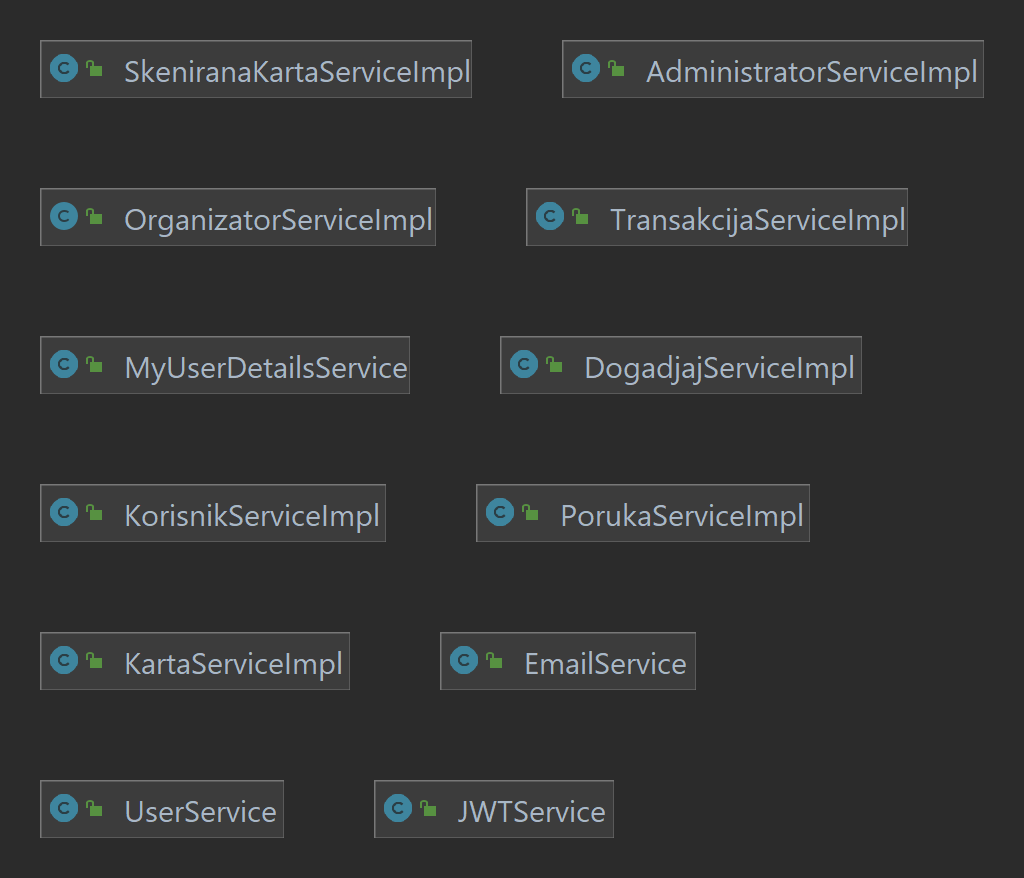 SkeniranaKartaServiceImpl
AdministratorServiceImpl
OrganizatorServiceImpl
TransakcijaServiceImpl
MyUserDetailsService
DogadjajServiceImpl
KorisnikServiceImpl
PorukaServiceImpl
KartaServiceImpl
EmailService
UserService
JWTService